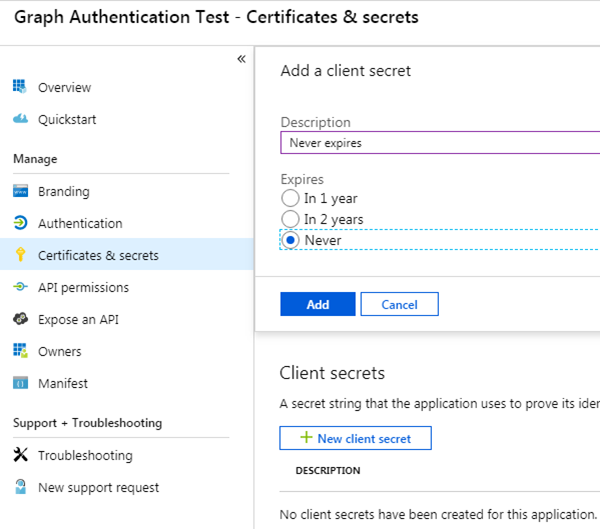 Graph Authentication Test - Certificates & secrets
«
Overview
Quickstart
Manage
Branding
Authentication
Certificates & secrets
API permissions
Expose an API
Owners
Manifest
Support + Troubleshooting
Troubleshooting
New support request
Add a client secret
Description
Never expires
Expires
In 1 year
In 2 years
Never
Add
Cancel
Client secrets
A secret string that the application uses to prove its iden
+ New client secret
DESCRIPTION
No client secrets have been created for this application.